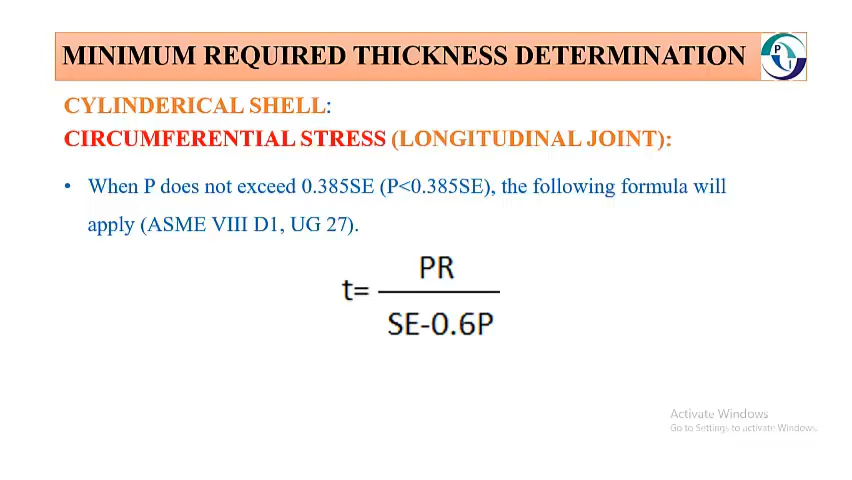 MINIMUM REQUIRED THICKNESS DETERMINATION
P
I
CYLINDERICAL SHELL:
CIRCUMFERENTIAL STRESS (LONGITUDINAL JOINT):
• When P does not exceed 0.385SE (P<0.385SE), the following formula will
apply (ASME VIII D1, UG 27).
PR
t=
SE-0.6P
Activate Windows
Go to Settings to activate Windows.